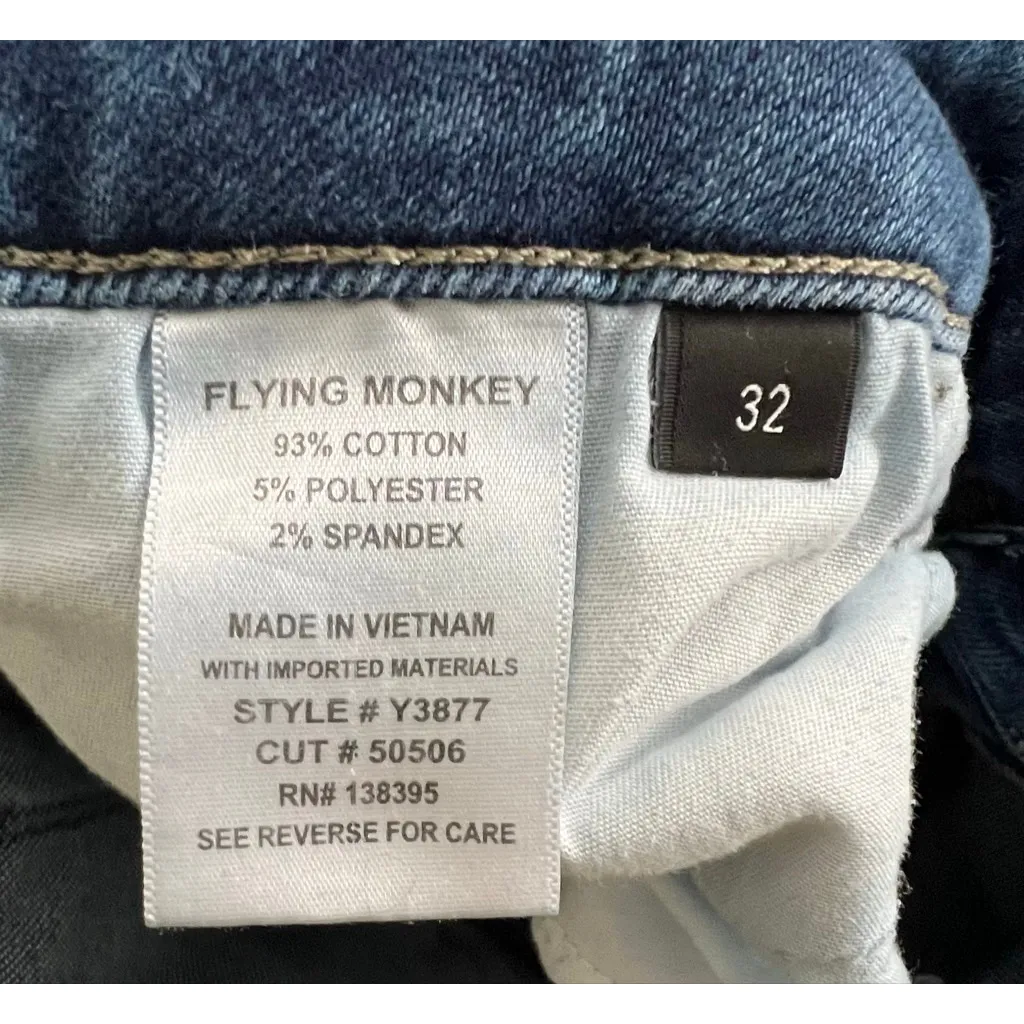 FLYING MONKEY
93% COTTON
5% POLYESTER
2% SPANDEX
MADE IN VIETNAM
WITH IMPORTED MATERIALS
STYLE # Y3877
CUT # 50506
RN# 138395
SEE REVERSE FOR CARE
32